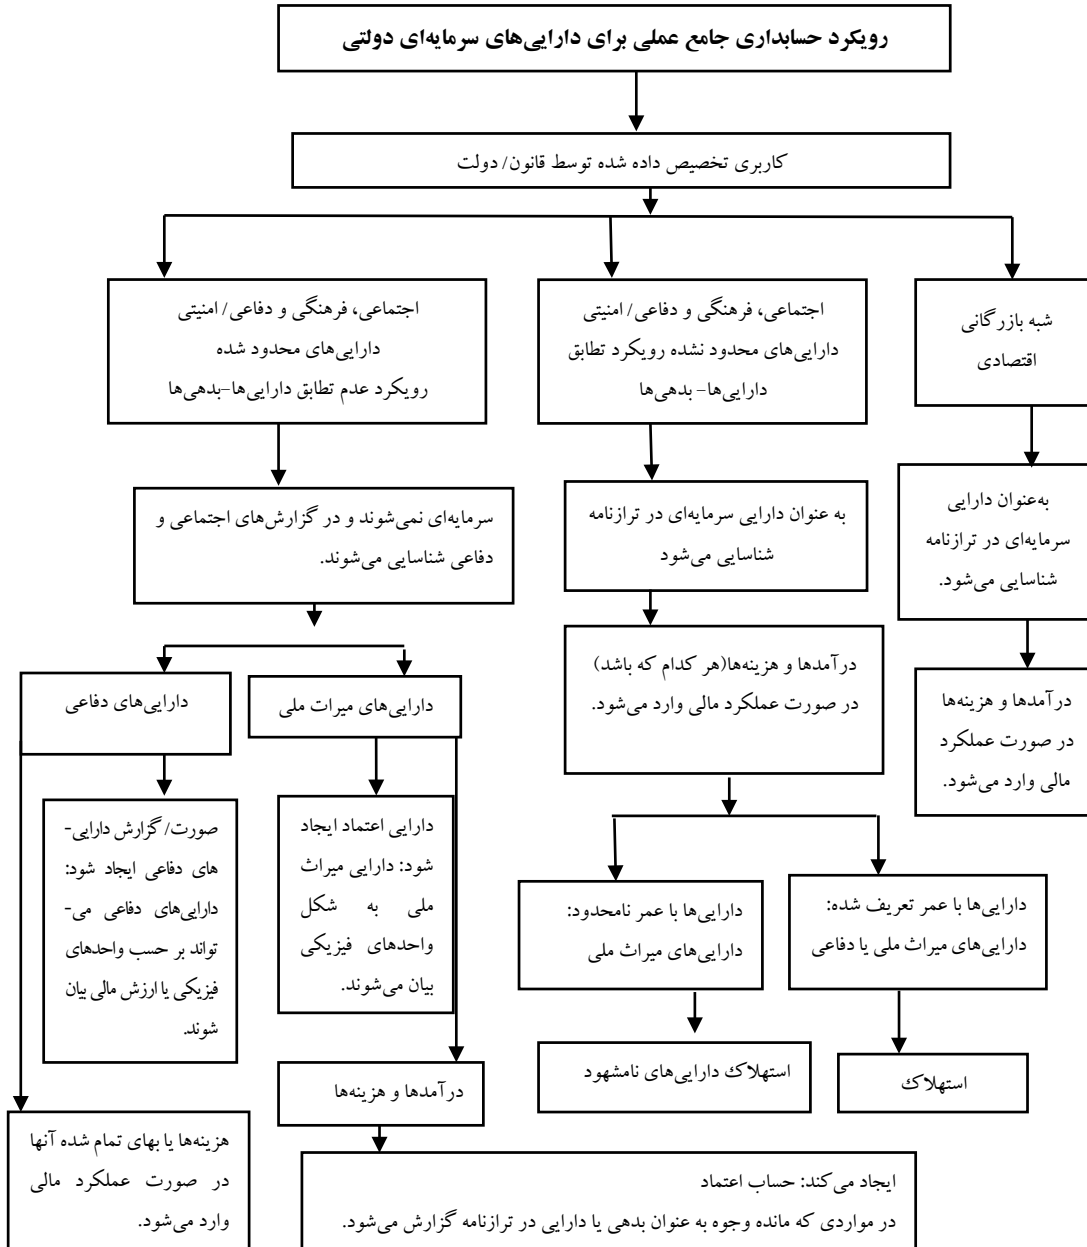 رویکرد حسابداری جامع عملی برای دارایی‌های سرمایه‌ای دولتی
کاربری تخصیص داده شده توسط قانون/ دولت
شبه بازرگانی
اقتصادی
اجتماعی، فرهنگی و دفاعی/ امنیتی
دارایی‌های محدود نشده رویکرد تطابق
دارایی‌ها– بدهی‌ها
اجتماعی، فرهنگی و دفاعی/ امنیتی
دارایی‌های محدود شده
رویکرد عدم تطابق دارایی‌ها–بدهی‌ها
به‌عنوان دارایی
سرمایه‌ای در ترازنامه
شناسایی می‌شود.
به عنوان دارایی سرمایه‌ای در ترازنامه
شناسایی می‌شود
سرمایه‌ای نمی‌شوند و در گزارش‌های اجتماعی و
دفاعی شناسایی می‌شوند.
درآمدها و هزینه‌ها
در صورت عملکرد
مالی وارد می‌شود.
درآمدها و هزینه‌ها(هر کدام که باشد)
در صورت عملکرد مالی وارد می‌شود.
دارایی‌های میرات ملی
دارایی‌های دفاعی
دارایی‌ها با عمر تعریف شده:
دارایی‌های میراث ملی یا دفاعی
دارایی‌ها با عمر نامحدود:
دارایی‌های میراث ملی
دارایی اعتماد ایجاد
شود: دارایی میراث
ملی به شکل
واحدهای فیزیکی
بیان می‌شوند.
صورت/ گزارش دارایی-
های دفاعی ایجاد شود:
دارایی‌های دفاعی می-
تواند بر حسب واحدهای
فیزیکی یا ارزش مالی بیان
شوند.
استهلاک
استهلاک دارایی‌های نامشهود
درآمدها و هزینه‌ها
هزینه‌ها یا بهای تمام شده آنها
در صورت عملکرد مالی
وارد می‌شود.
ایجاد می‌کند: حساب اعتماد
در مواردی که مانده وجوه به عنوان بدهی یا دارایی در ترازنامه گزارش می‌شود.